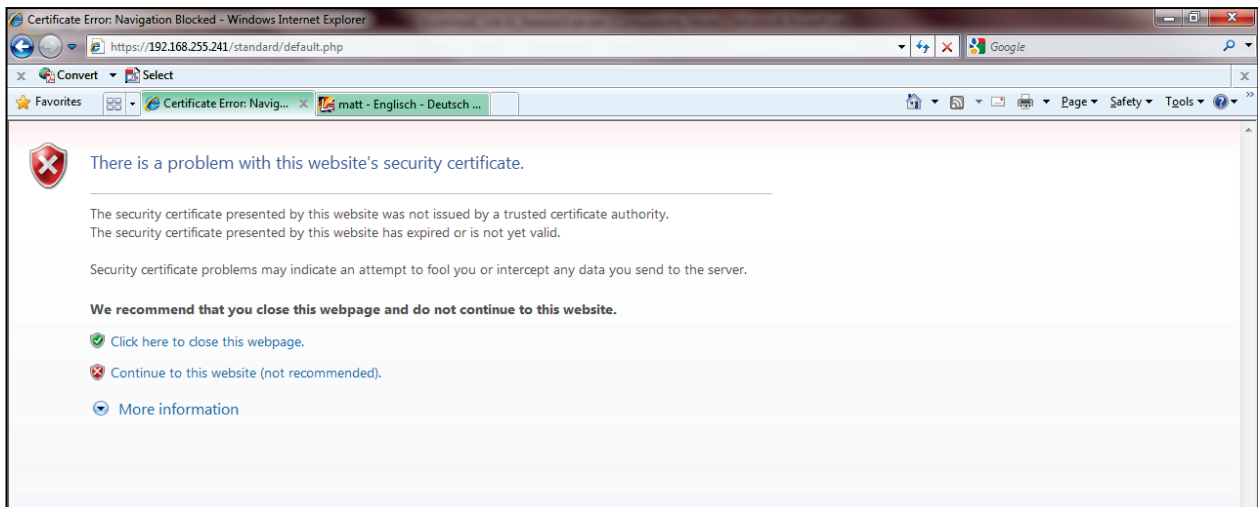 Certificate Error: Navigation Blocked - Windows Internet Explorer
https://192.168.255.241/standard/default.php
Google
x Convert Select x
Favorites Certificate Error: Navig... x matt - Englisch - Deutsch ... Page Safety Tools »
There is a problem with this website's security certificate.
The security certificate presented by this website was not issued by a trusted certificate authority.
The security certificate presented by this website has expired or is not yet valid.
Security certificate problems may indicate an attempt to fool you or intercept any data you send to the server.
We recommend that you close this webpage and do not continue to this website.
Click here to close this webpage.
Continue to this website (not recommended).
More information